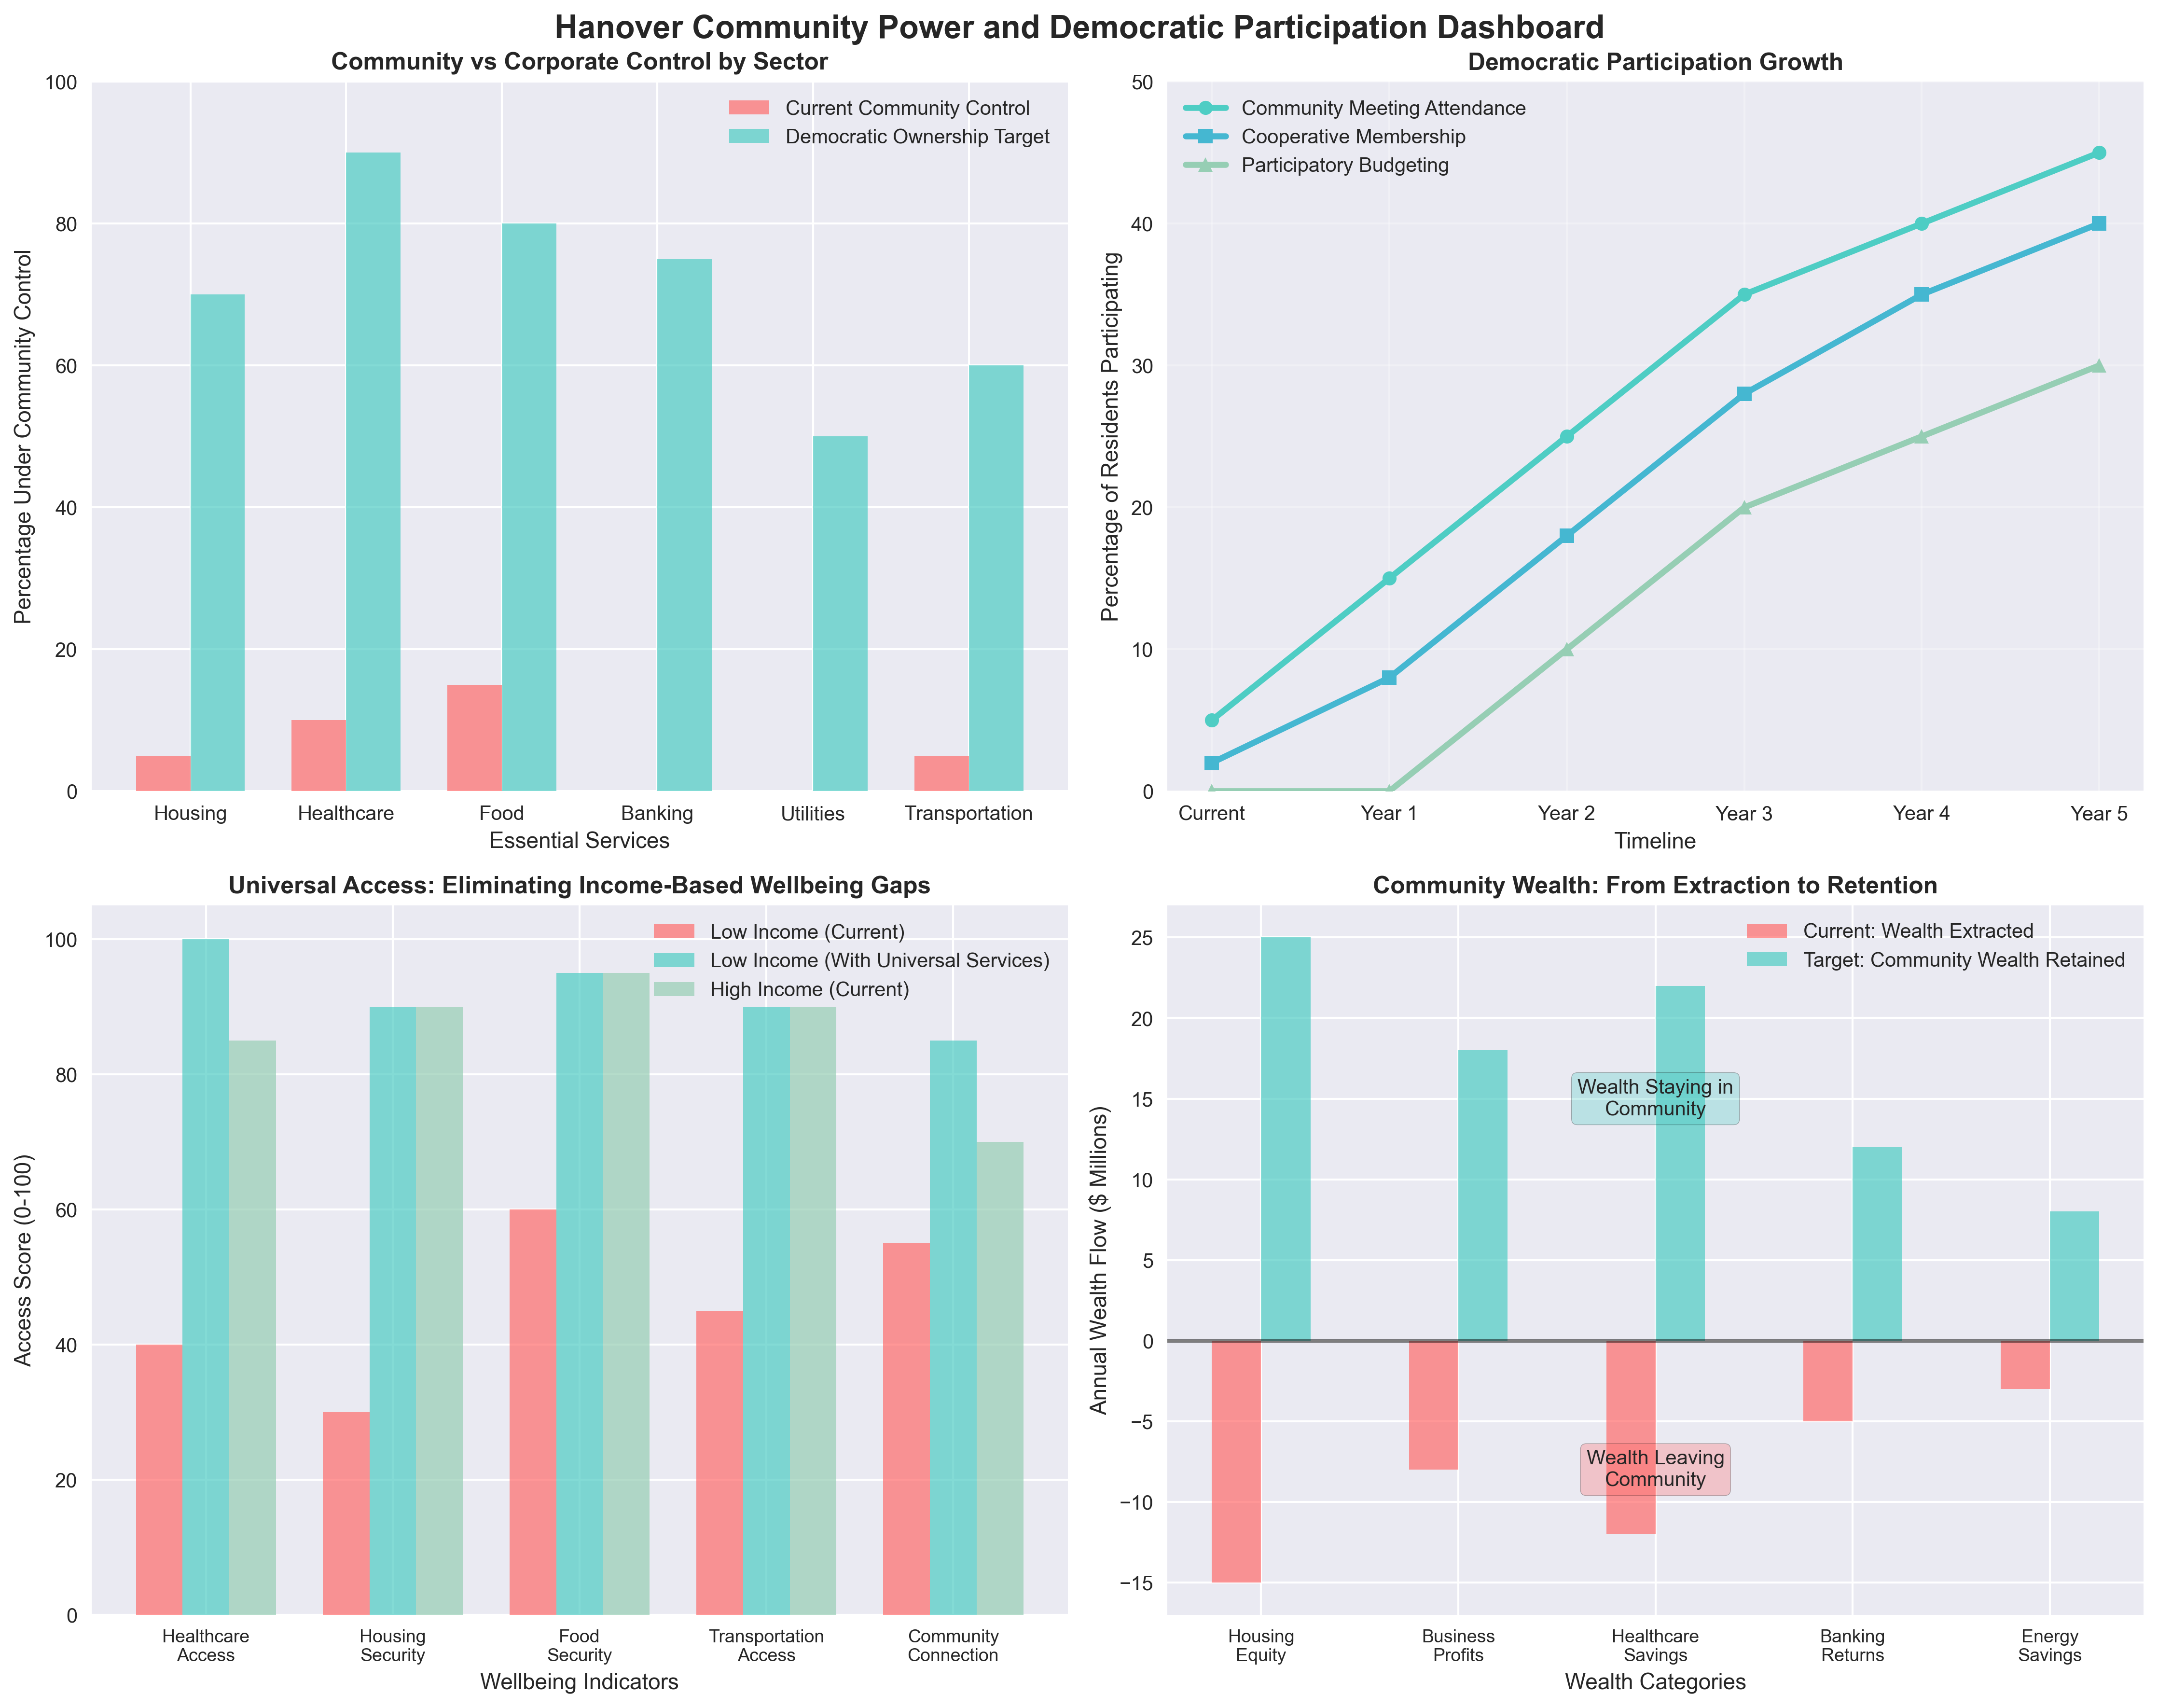 Hanover Community Power and Democratic Participation Dashboard
Community vs Corporate Control by Sector
Percentage Under Community Control
100
80
60
40
20
0
Current Community Control
Democratic Ownership Target
Housing
Healthcare
Food
Banking
Utilities
Transportation
Essential Services
Democratic Participation Growth
Percentage of Residents Participating
50
40
30
20
10
0
Community Meeting Attendance
Cooperative Membership
Participatory Budgeting
Current
Year 1
Year 2
Year 3
Year 4
Year 5
Timeline
Universal Access: Eliminating Income-Based Wellbeing Gaps
Access Score (0-100)
100
80
60
40
20
0
Low Income (Current)
Low Income (With Universal Services)
High Income (Current)
Healthcare
Access
Housing
Security
Food
Security
Transportation
Access
Community
Connection
Wellbeing Indicators
Community Wealth: From Extraction to Retention
Annual Wealth Flow ($ Millions)
25
20
15
10
5
0
−5
−10
−15
Current: Wealth Extracted
Target: Community Wealth Retained
Wealth Staying in
Community
Wealth Leaving
Community
Housing
Equity
Business
Profits
Healthcare
Savings
Banking
Returns
Energy
Savings
Wealth Categories